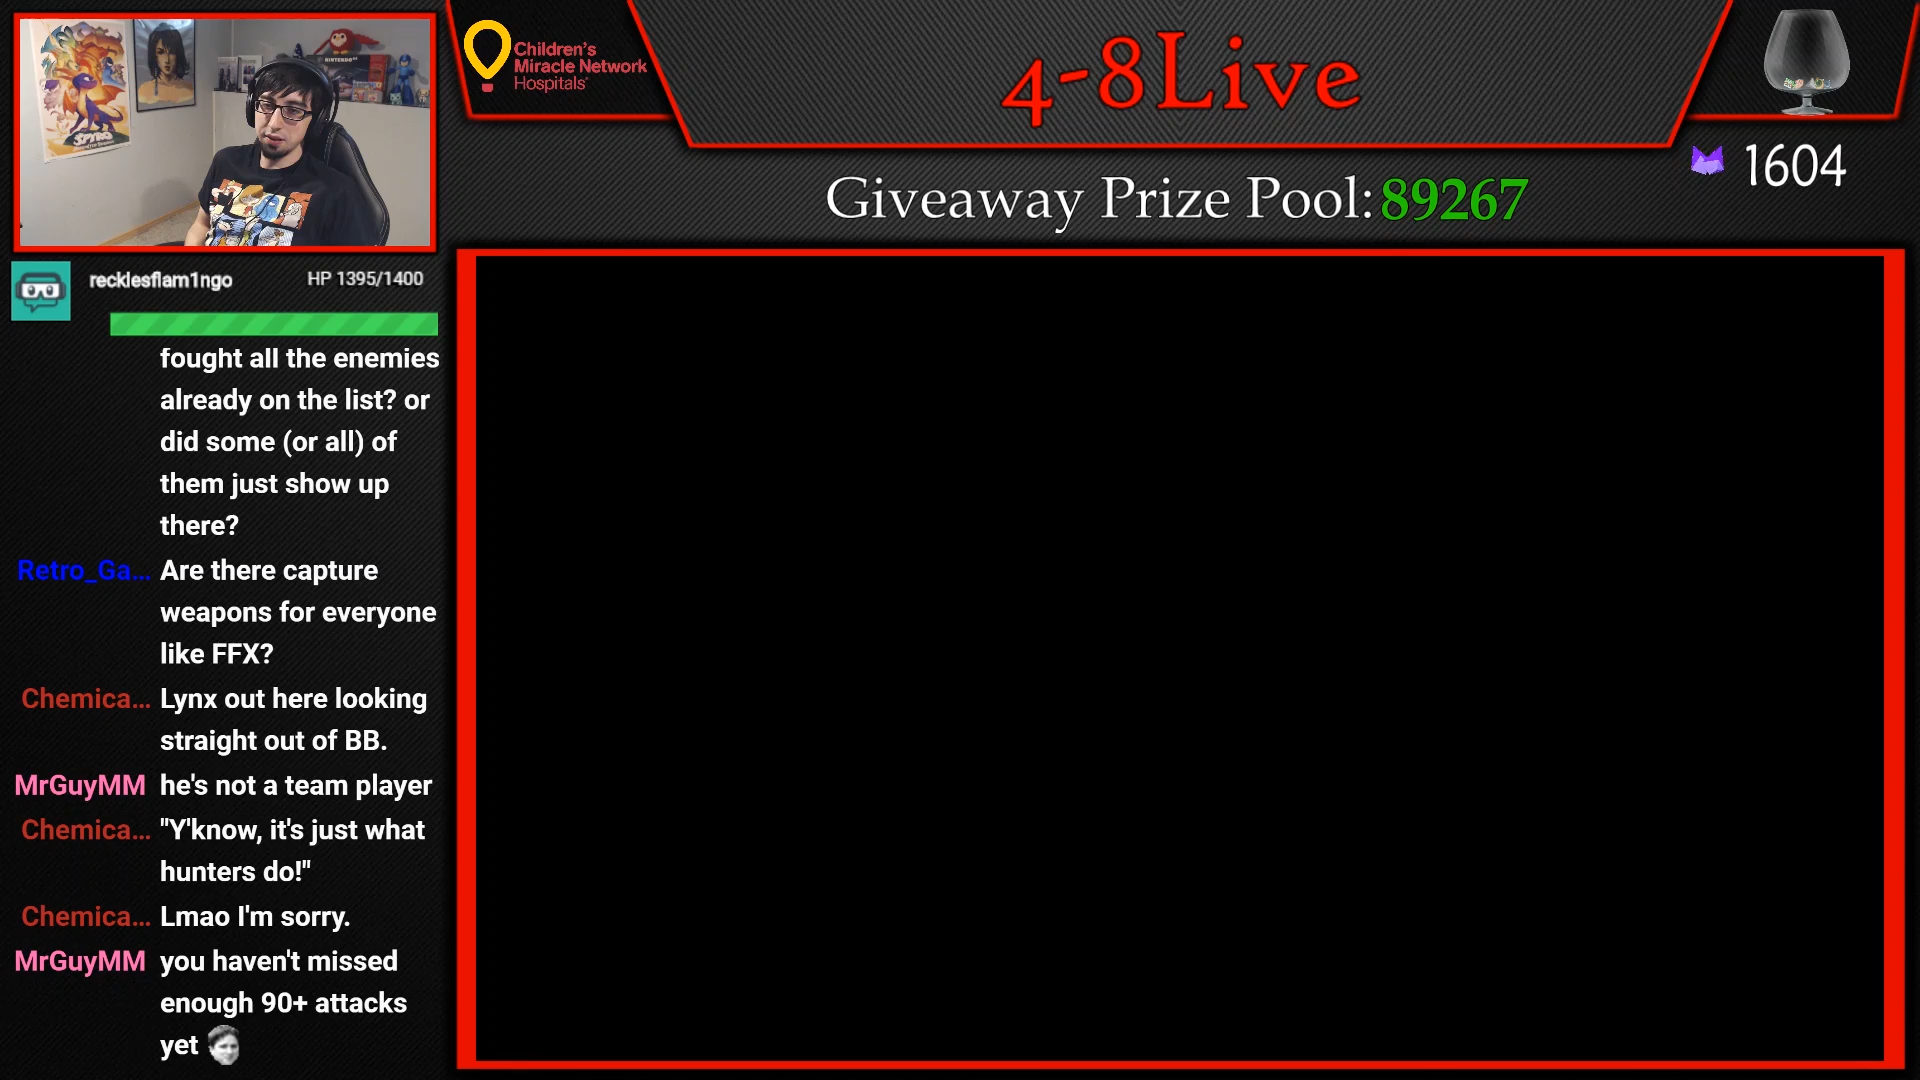 SPYRO
NINTENDO 64
Children's
Miracle Network
Hospitals
4-8Live
1604
Giveaway Prize Pool: 89267
recklesflam1ngo HP 1395/1400
fought all the enemies
already on the list? or
did some (or all) of
them just show up
there?
Retro_Ga... Are there capture
weapons for everyone
like FFX?
Chemica... Lynx out here looking
straight out of BB.
MrGuyMM he's not a team player
Chemica... "Y'know, it's just what
hunters do!"
Chemica... Lmao I'm sorry.
MrGuyMM you haven't missed
enough 90+ attacks
yet